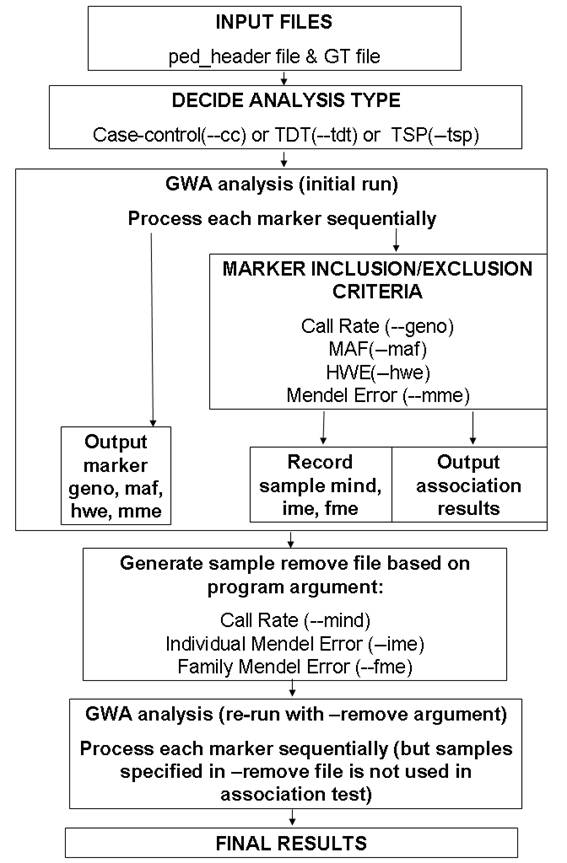 INPUT FILES
ped_header file & GT file
DECIDE ANALYSIS TYPE
Case-control(--cc) or TDT(--tdt) or TSP(–tsp)
GWA analysis (initial run)
Process each marker sequentially
MARKER INCLUSION/EXCLUSION
CRITERIA
Call Rate (--geno)
MAF(–maf)
HWE(–hwe)
Mendel Error (--mme)
Output
marker
geno, maf,
hwe, mme
Record
sample mind,
ime, fme
Output
association
results
Generate sample remove file based on
program argument:
Call Rate (--mind)
Individual Mendel Error (–ime)
Family Mendel Error (--fme)
GWA analysis (re-run with –remove argument)
Process each marker sequentially (but samples
specified in –remove file is not used in
association test)
FINAL RESULTS